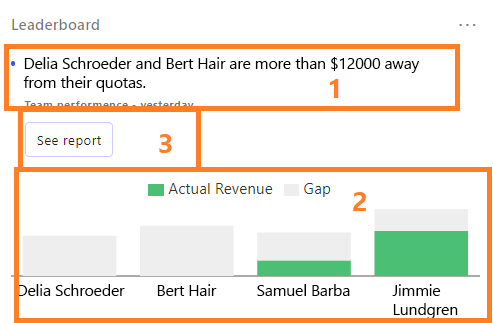 Leaderboard ...
Delia Schroeder and Bert Hair are more than $12000 away
from their quotas.
1
Team performence - yesterday
See report
3
Actual Revenue Gap
2
Delia Schroeder Bert Hair Samuel Barba Jimmie
Lundgren